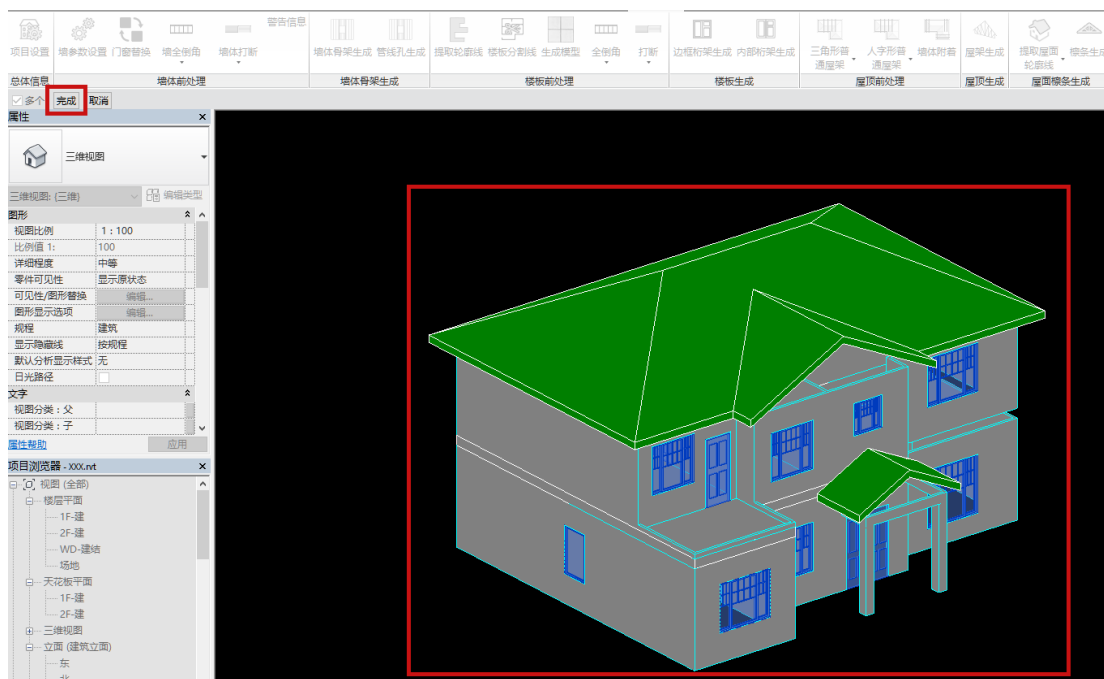 警告信息
项目设置 墙参数设置 门窗替换 墙全倒角 墙体打断 墙体骨架生成 管线孔生成 提取轮廓线 楼板分割线 生成模型 全倒角 打断 边框桁架生成 内部桁架生成 三角形普通屋架 人字形普通屋架 墙体附着 屋架生成 提取屋面轮廓线 檩条生成
总体信息 墙体前处理 墙体骨架生成 楼板前处理 楼板生成 屋顶前处理 屋顶生成 屋面檩条生成
多个 完成 取消
属性 ×
三维视图
三维视图: (三维) 编辑类型
图形
视图比例 1 : 100
比例值 1: 100
详细程度 中等
零件可见性 显示原状态
可见性/图形替换 编辑...
图形显示选项 编辑...
规程 建筑
显示隐藏线 按规程
默认分析显示样式 无
日光路径
文字
视图分类：父
视图分类：子
属性帮助 应用
项目浏览器 - XXX.rvt ×
视图 (全部)
楼层平面
1F-建
2F-建
WD-建结
场地
天花板平面
1F-建
2F-建
三维视图
立面 (建筑立面)
东